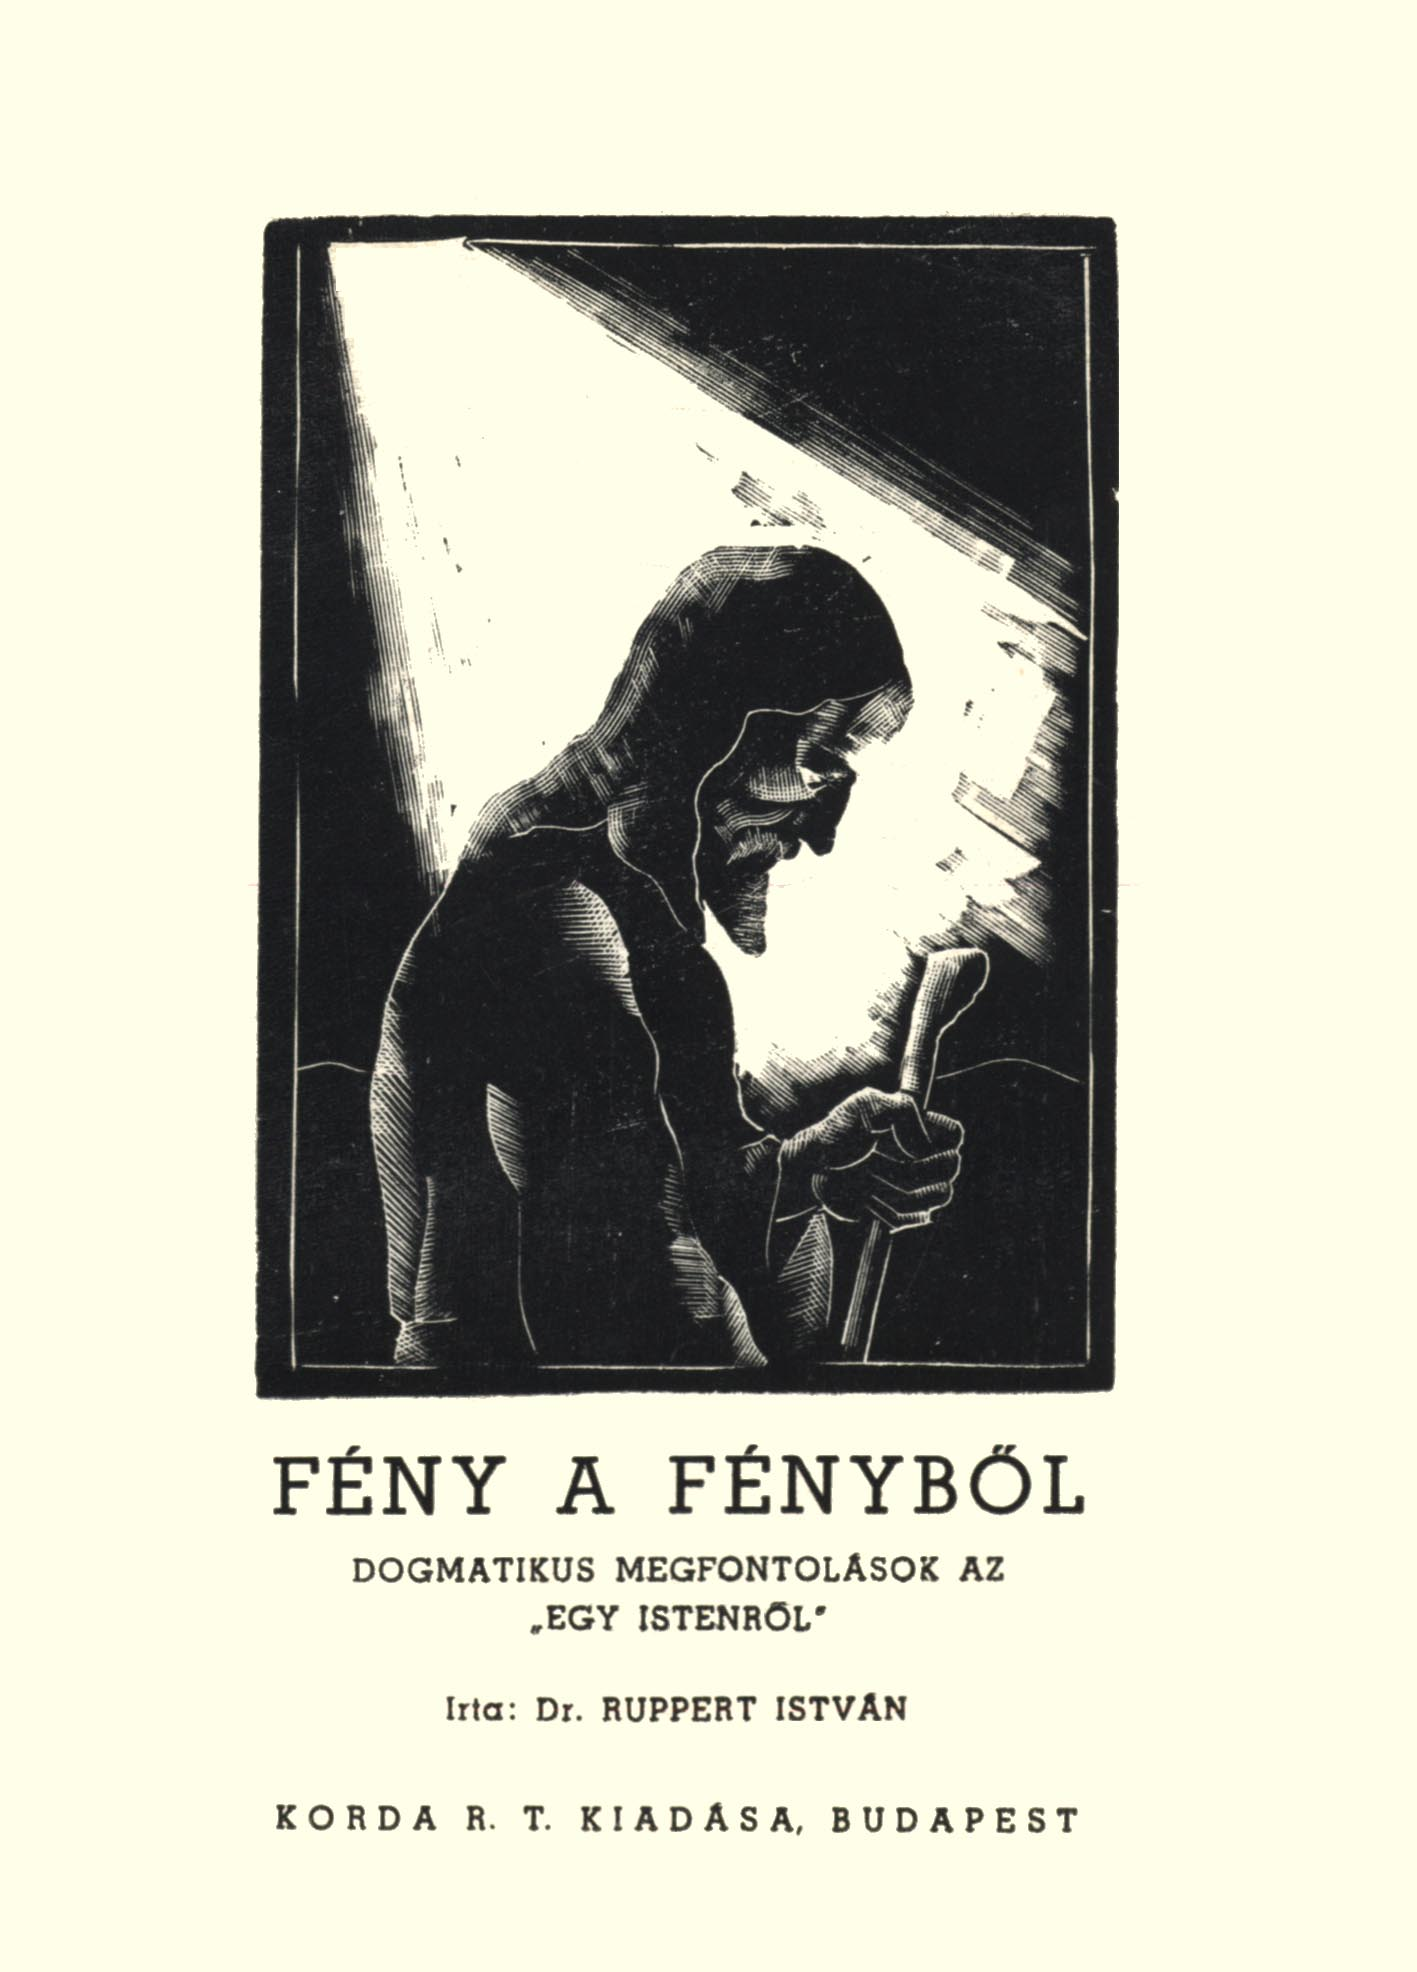 FÉNY A FÉNYBŐL
DOGMATIKUS MEGFONTOLÁSOK AZ
„EGY ISTENRŐL"
Irta: Dr. RUPPERT ISTVÁN
KORDA R. T. KIADÁSA, BUDAPEST